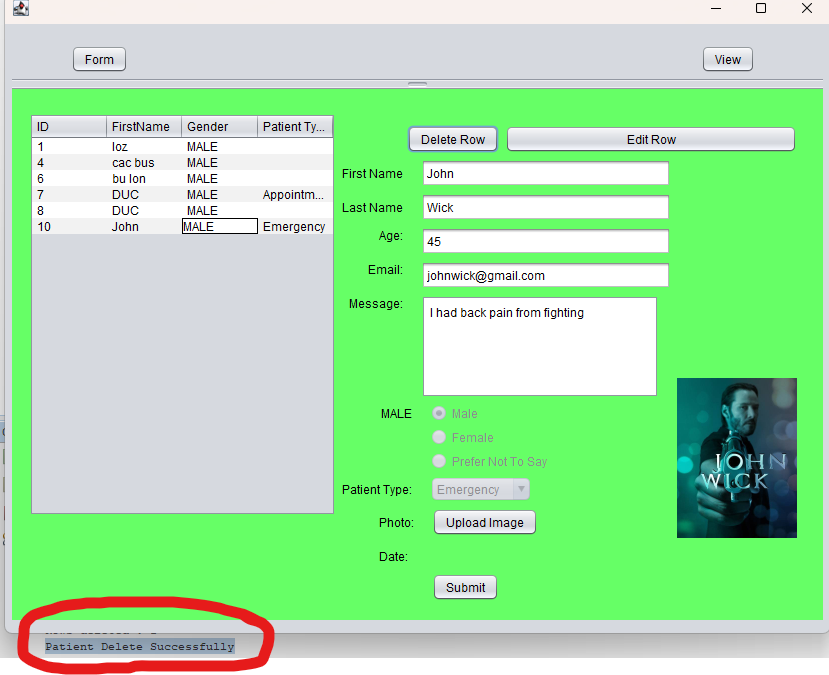 Form
View
ID FirstName Gender Patient Ty...
1 loz MALE
4 cac bus MALE
6 bu lon MALE
7 DUC MALE Appointm...
8 DUC MALE
10 John MALE Emergency
Delete Row
Edit Row
First Name John
Last Name Wick
Age: 45
Email: johnwick@gmail.com
Message: I had back pain from fighting
MALE Male
Female
Prefer Not To Say
Patient Type: Emergency
Photo: Upload Image
Date:
Submit
JOHN
WICK
Patient Delete Successfully